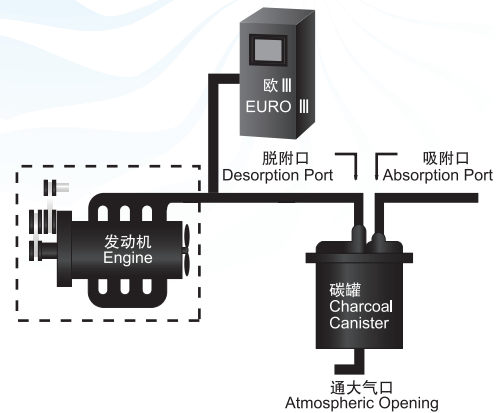 欧Ⅲ
EURO Ⅲ
脱附口
Desorption Port
吸附口
Absorption Port
发动机
Engine
碳罐
Charcoal
Canister
通大气口
Atmospheric Opening